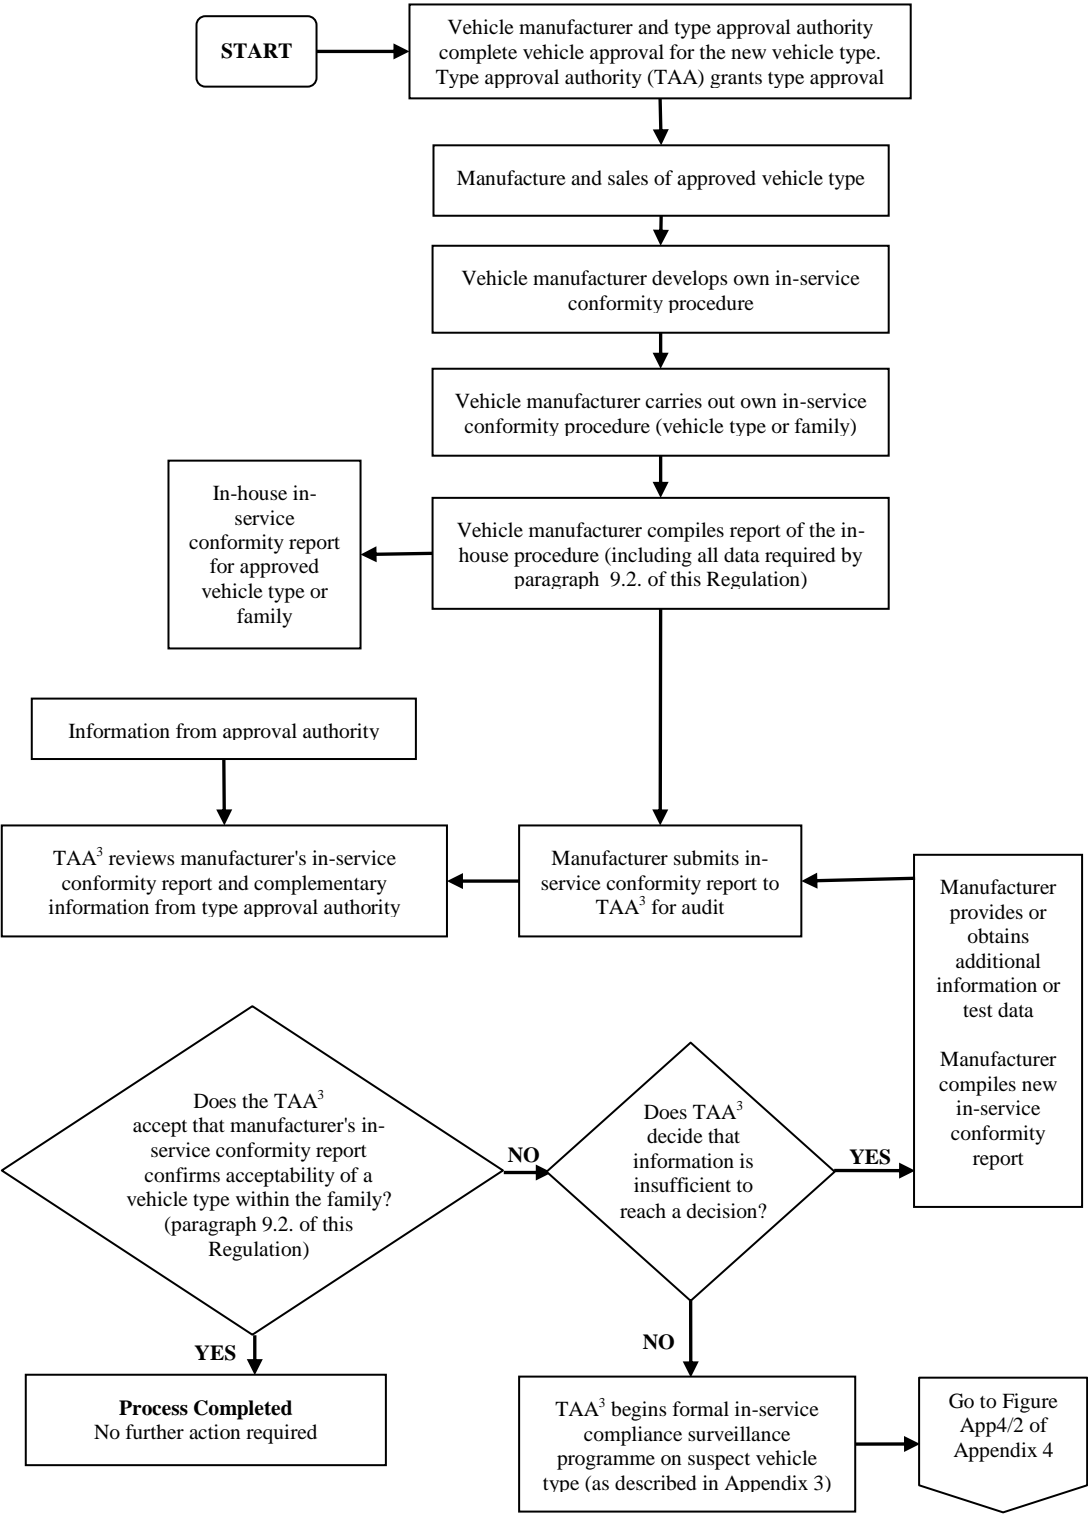 START
Vehicle manufacturer and type approval authority
complete vehicle approval for the new vehicle type.
Type approval authority (TAA) grants type approval
Manufacture and sales of approved vehicle type
Vehicle manufacturer develops own in-service
conformity procedure
Vehicle manufacturer carries out own in-service
conformity procedure (vehicle type or family)
In-house in-
service
conformity report
for approved
vehicle type or
family
Vehicle manufacturer compiles report of the in-
house procedure (including all data required by
paragraph 9.2. of this Regulation)
Information from approval authority
TAA³ reviews manufacturer's in-service
conformity report and complementary
information from type approval authority
Manufacturer submits in-
service conformity report to
TAA³ for audit
Manufacturer
provides or
obtains
additional
information or
test data
Manufacturer
compiles new
in-service
conformity
report
Does the TAA³
accept that manufacturer's in-
service conformity report
confirms acceptability of a
vehicle type within the family?
(paragraph 9.2. of this
Regulation)
NO
Does TAA³
decide that
information is
insufficient to
reach a decision?
YES
YES
NO
Process Completed
No further action required
TAA³ begins formal in-service
compliance surveillance
programme on suspect vehicle
type (as described in Appendix 3)
Go to Figure
App4/2 of
Appendix 4